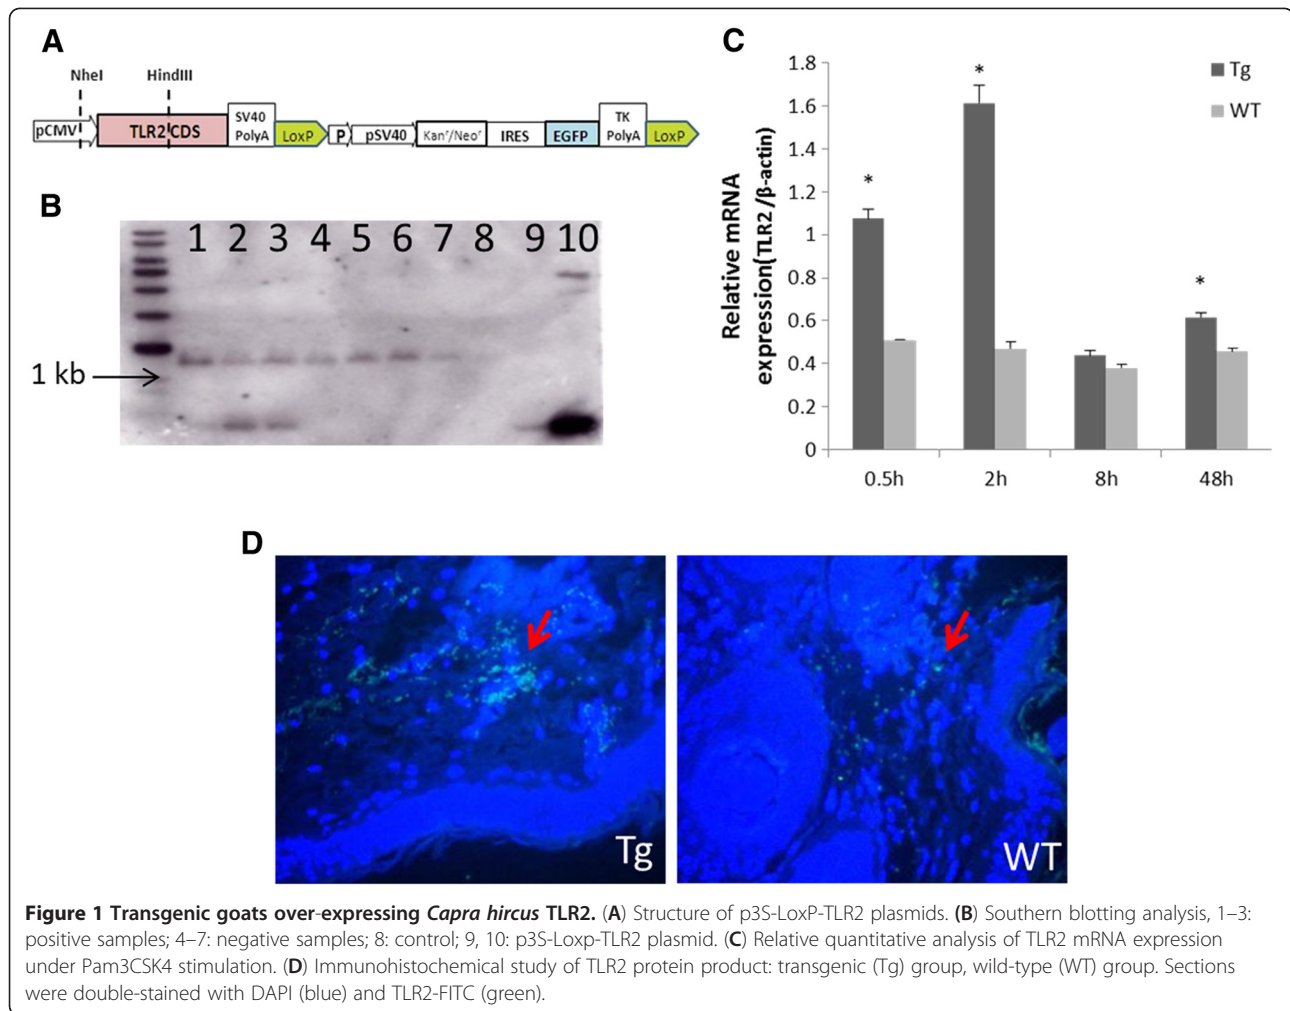 A
NheI HindIII
pCMV TLR2 CDS SV40 PolyA LoxP P pSV40 Kanʳ/Neoʳ IRES EGFP TK PolyA LoxP
B
1 2 3 4 5 6 7 8 9 10
1 kb
C
Relative mRNA
expression(TLR2 /β-actin)
1.8
1.6
1.4
1.2
1
0.8
0.6
0.4
0.2
0
* * *
Tg
WT
0.5h 2h 8h 48h
D
Tg
WT
Figure 1 Transgenic goats over-expressing Capra hircus TLR2. (A) Structure of p3S-LoxP-TLR2 plasmids. (B) Southern blotting analysis, 1–3:
positive samples; 4–7: negative samples; 8: control; 9, 10: p3S-Loxp-TLR2 plasmid. (C) Relative quantitative analysis of TLR2 mRNA expression
under Pam3CSK4 stimulation. (D) Immunohistochemical study of TLR2 protein product: transgenic (Tg) group, wild-type (WT) group. Sections
were double-stained with DAPI (blue) and TLR2-FITC (green).